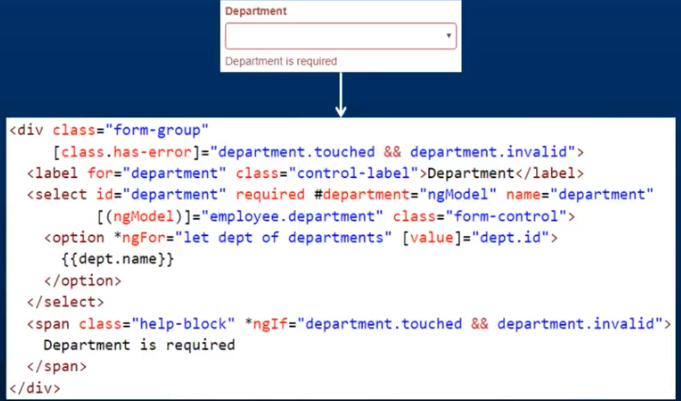 Department
Department is required
<div class="form-group"
[class.has-error]="department.touched && department.invalid">
<label for="department" class="control-label">Department</label>
<select id="department" required #department="ngModel" name="department"
[(ngModel)]="employee.department" class="form-control">
<option *ngFor="let dept of departments" [value]="dept.id">
{{dept.name}}
</option>
</select>
<span class="help-block" *ngIf="department.touched && department.invalid">
Department is required
</span>
</div>